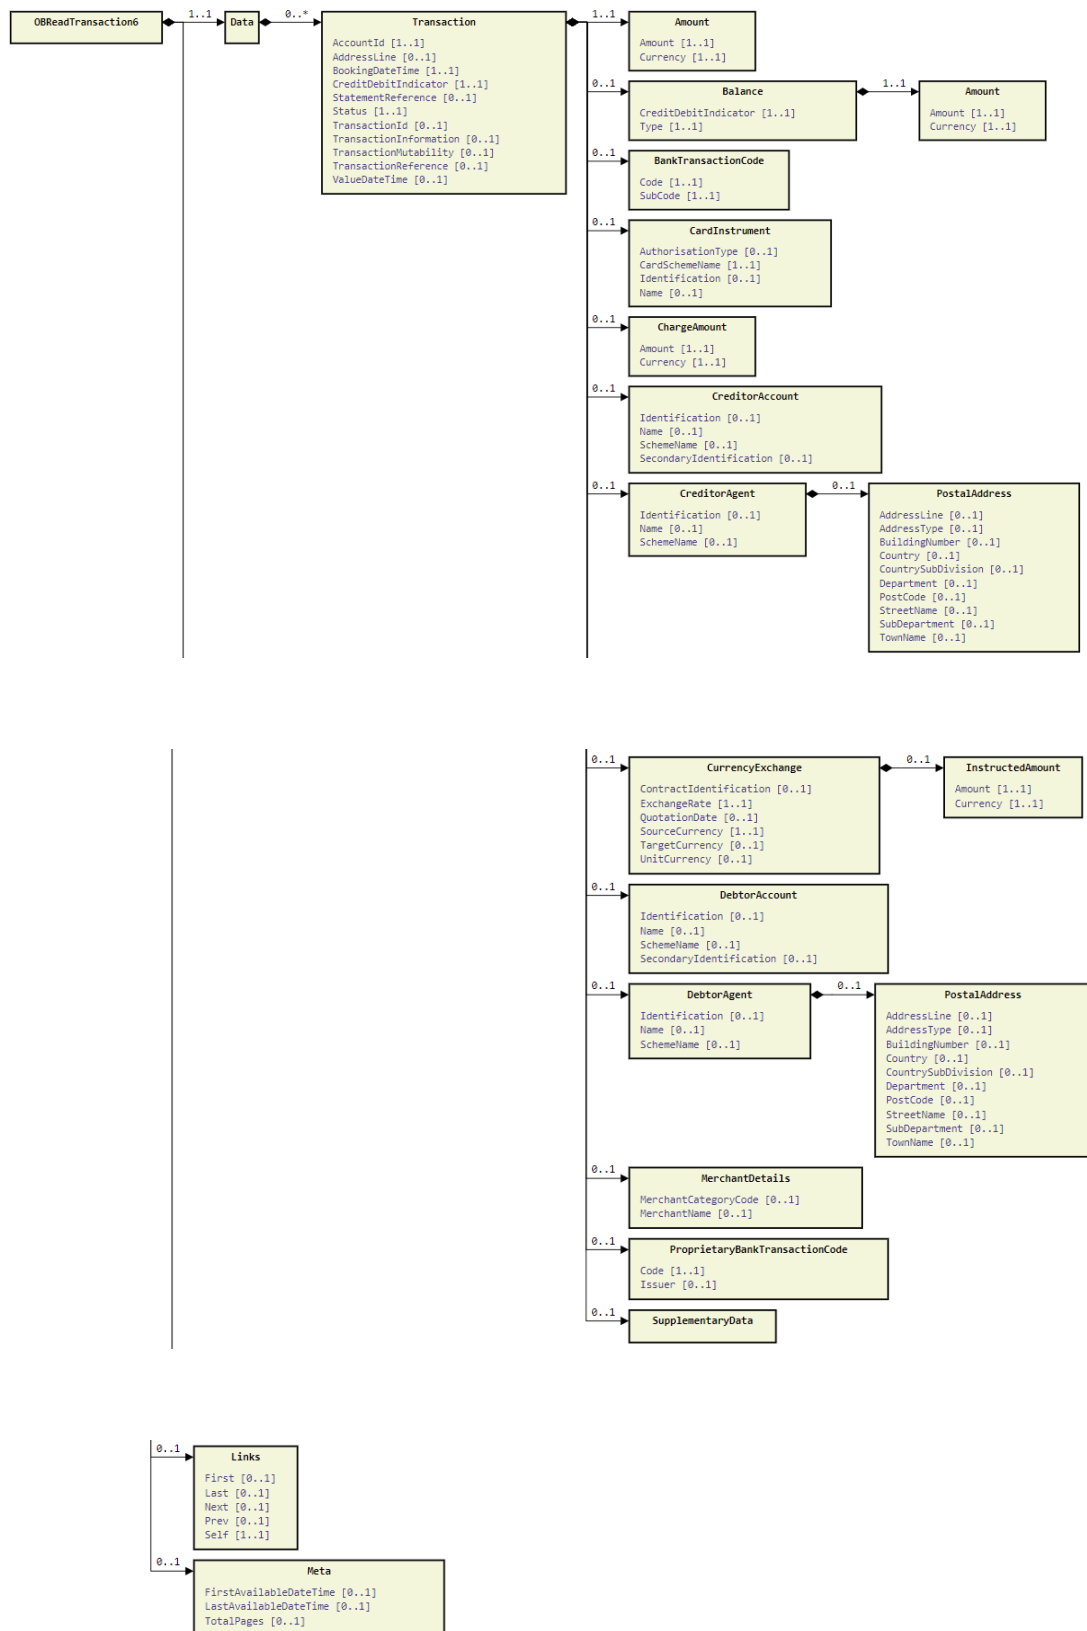 OBReadTransaction6
1..1
Data
0..*
Transaction
AccountId [1..1]
AddressLine [0..1]
BookingDateTime [1..1]
CreditDebitIndicator [1..1]
StatementReference [0..1]
Status [1..1]
TransactionId [0..1]
TransactionInformation [0..1]
TransactionMutability [0..1]
TransactionReference [0..1]
ValueDateTime [0..1]
1..1
Amount
Amount [1..1]
Currency [1..1]
0..1
Balance
CreditDebitIndicator [1..1]
Type [1..1]
1..1
Amount
Amount [1..1]
Currency [1..1]
0..1
BankTransactionCode
Code [1..1]
SubCode [1..1]
0..1
CardInstrument
AuthorisationType [0..1]
CardSchemeName [1..1]
Identification [0..1]
Name [0..1]
0..1
ChargeAmount
Amount [1..1]
Currency [1..1]
0..1
CreditorAccount
Identification [0..1]
Name [0..1]
SchemeName [0..1]
SecondaryIdentification [0..1]
0..1
CreditorAgent
Identification [0..1]
Name [0..1]
SchemeName [0..1]
0..1
PostalAddress
AddressLine [0..1]
AddressType [0..1]
BuildingNumber [0..1]
Country [0..1]
CountrySubDivision [0..1]
Department [0..1]
PostCode [0..1]
StreetName [0..1]
SubDepartment [0..1]
TownName [0..1]
0..1
CurrencyExchange
ContractIdentification [0..1]
ExchangeRate [1..1]
QuotationDate [0..1]
SourceCurrency [1..1]
TargetCurrency [0..1]
UnitCurrency [0..1]
0..1
InstructedAmount
Amount [1..1]
Currency [1..1]
0..1
DebtorAccount
Identification [0..1]
Name [0..1]
SchemeName [0..1]
SecondaryIdentification [0..1]
0..1
DebtorAgent
Identification [0..1]
Name [0..1]
SchemeName [0..1]
0..1
PostalAddress
AddressLine [0..1]
AddressType [0..1]
BuildingNumber [0..1]
Country [0..1]
CountrySubDivision [0..1]
Department [0..1]
PostCode [0..1]
StreetName [0..1]
SubDepartment [0..1]
TownName [0..1]
0..1
MerchantDetails
MerchantCategoryCode [0..1]
MerchantName [0..1]
0..1
ProprietaryBankTransactionCode
Code [1..1]
Issuer [0..1]
0..1
SupplementaryData
0..1
Links
First [0..1]
Last [0..1]
Next [0..1]
Prev [0..1]
Self [1..1]
0..1
Meta
FirstAvailableDateTime [0..1]
LastAvailableDateTime [0..1]
TotalPages [0..1]